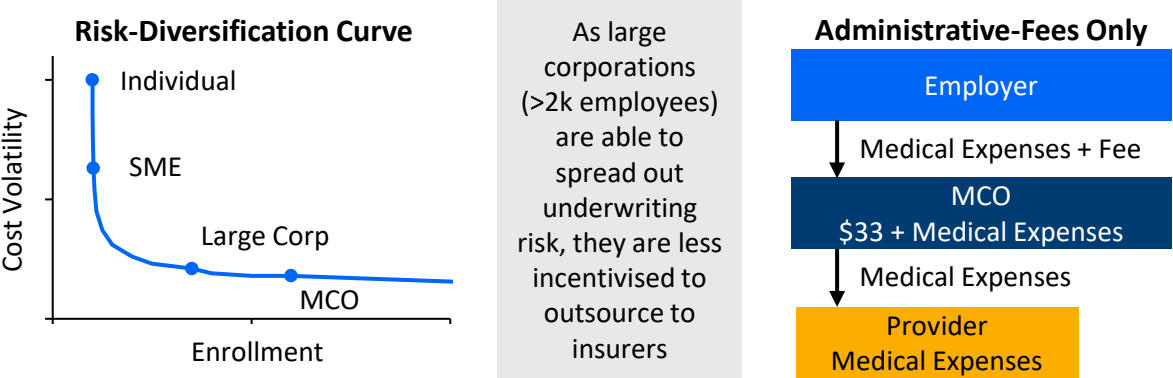 Risk-Diversification Curve
Cost Volatility
Individual
SME
Large Corp
MCO
Enrollment
As large
corporations
(>2k employees)
are able to
spread out
underwriting
risk, they are less
incentivised to
outsource to
insurers
Administrative-Fees Only
Employer
Medical Expenses + Fee
MCO
$33 + Medical Expenses
Medical Expenses
Provider
Medical Expenses